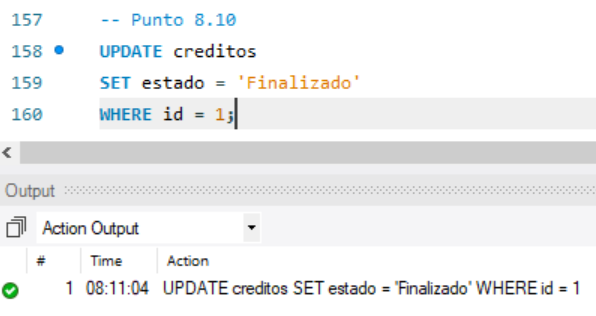 157 -- Punto 8.10
158 UPDATE creditos
159 SET estado = 'Finalizado'
160 WHERE id = 1;
Output
Action Output
# Time Action
1 08:11:04 UPDATE creditos SET estado = 'Finalizado' WHERE id = 1